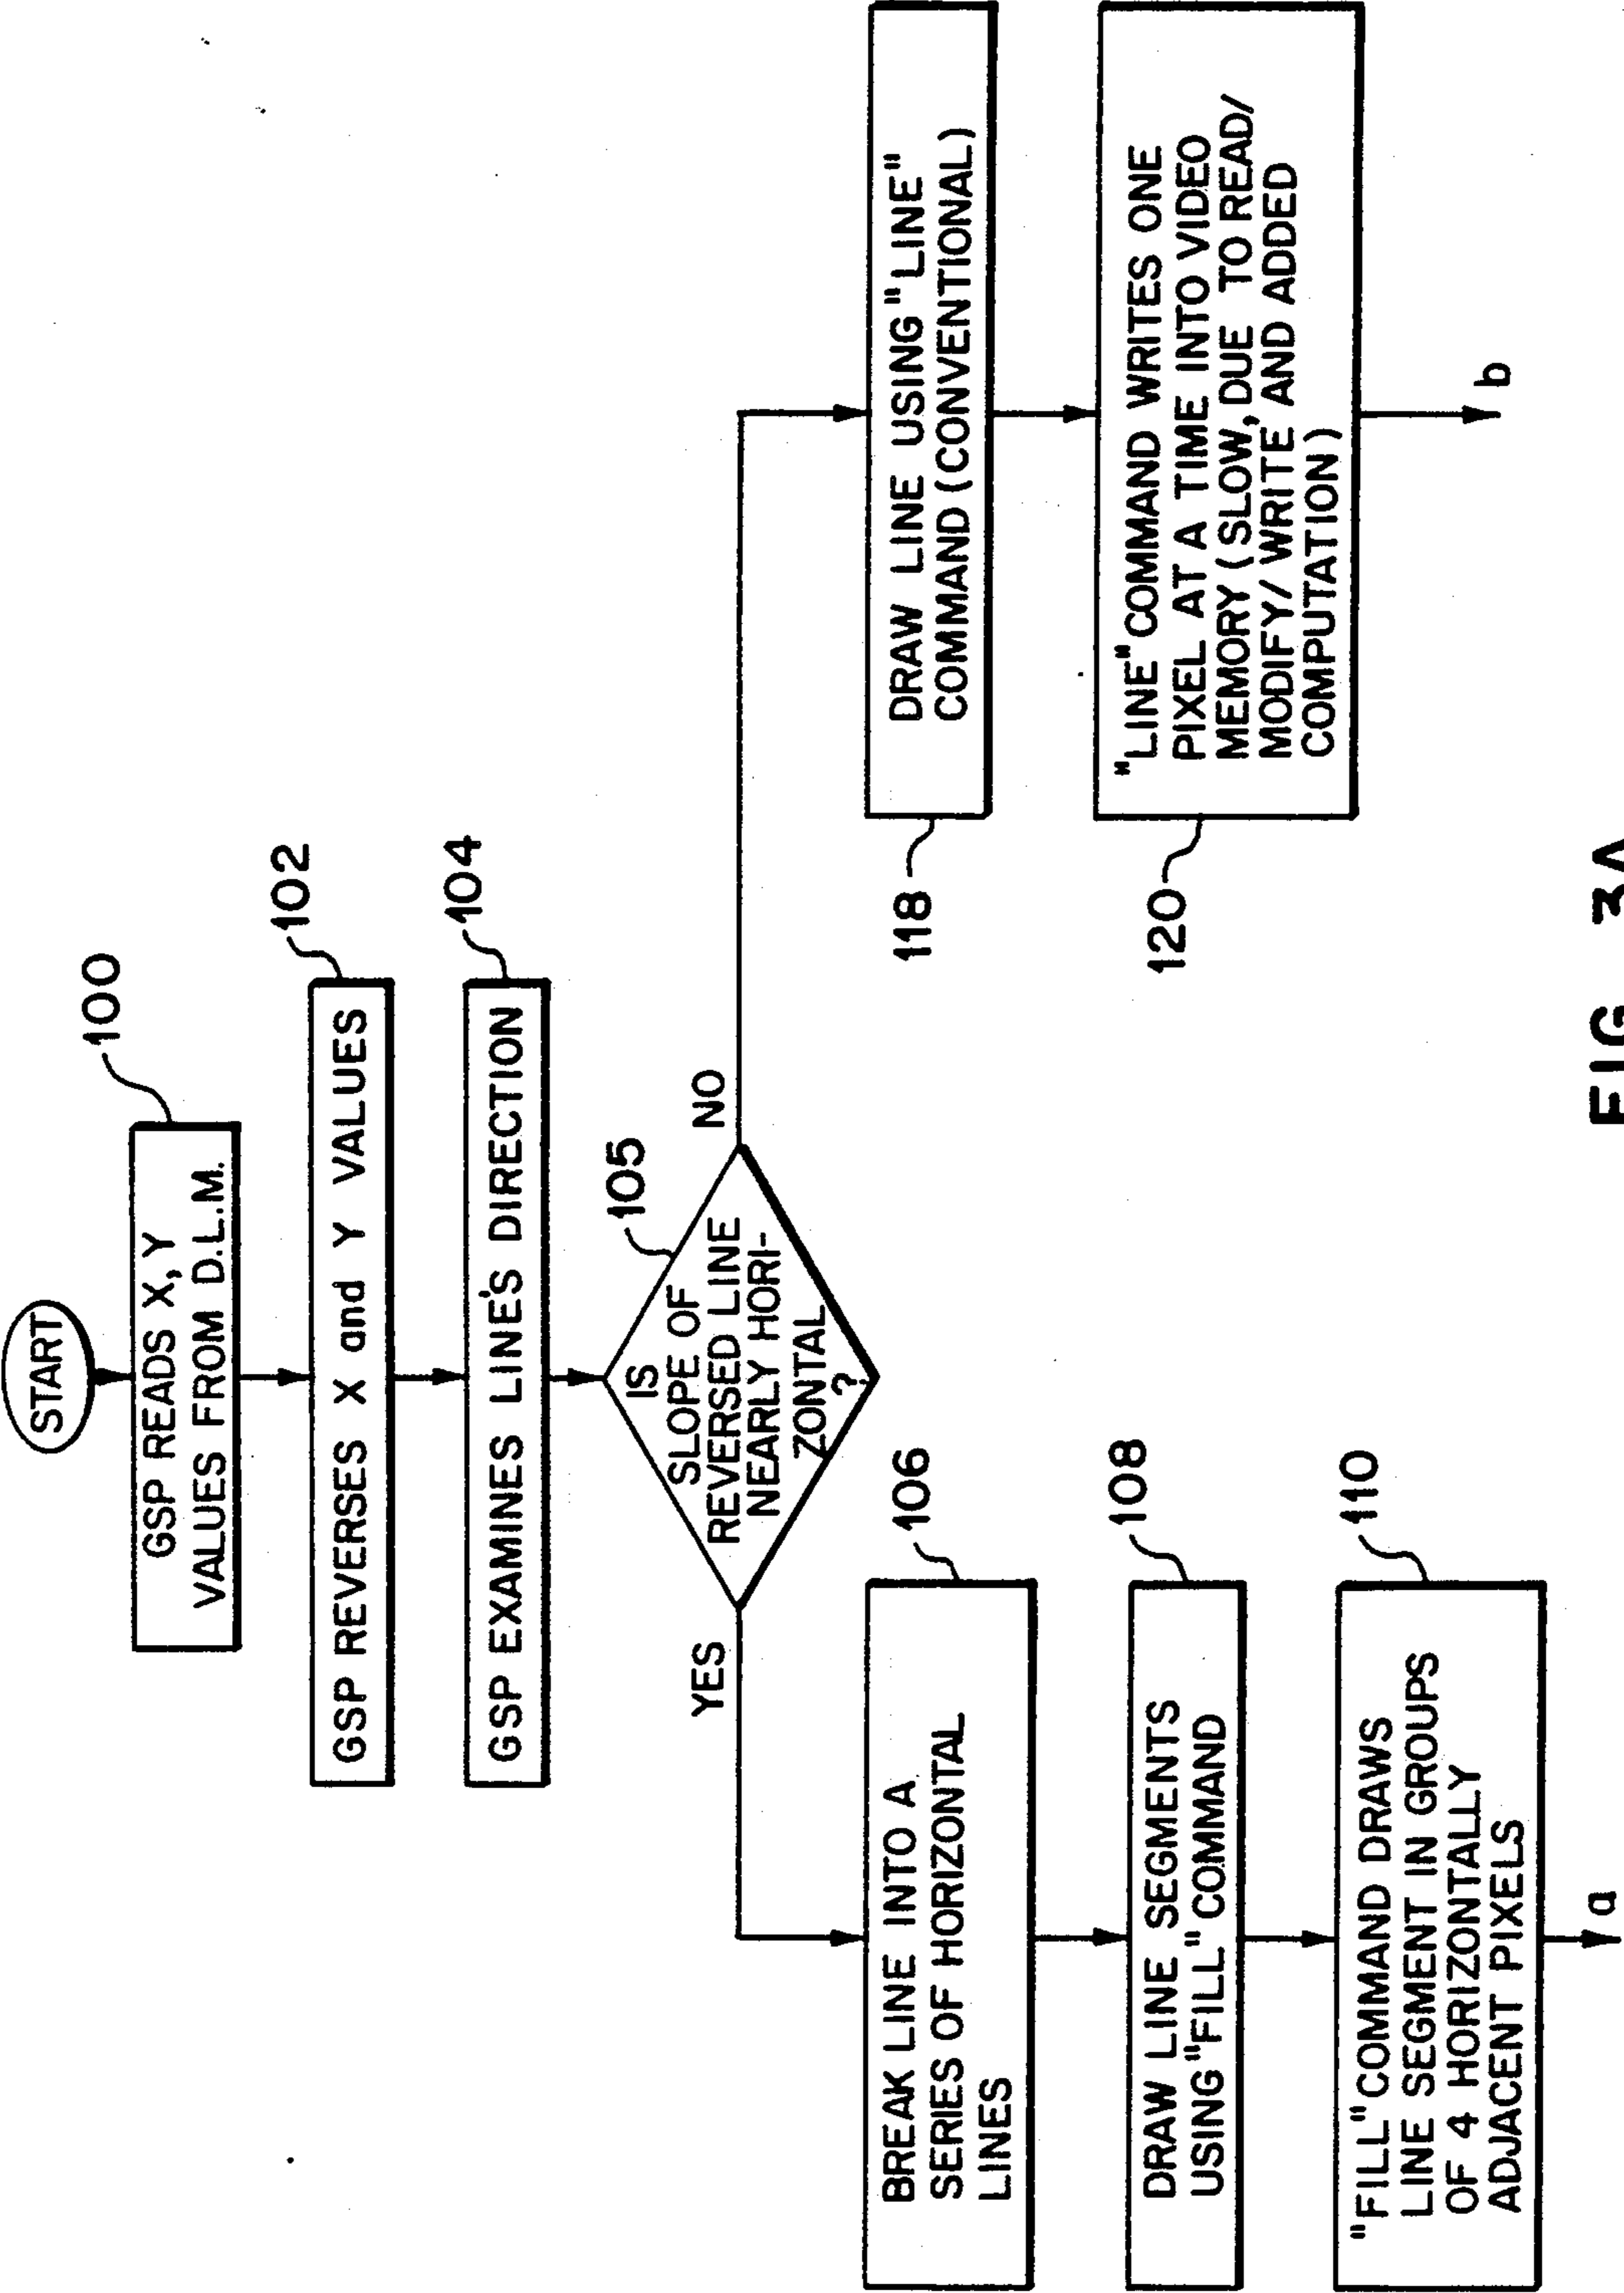 START
100
GSP READS X,Y
VALUES FROM D.L.M.
102
GSP REVERSES X and Y VALUES
104
GSP EXAMINES LINE'S DIRECTION
105
IS
SLOPE OF
REVERSED LINE
NEARLY HORI-
ZONTAL
?
YES
NO
106
BREAK LINE INTO A
SERIES OF HORIZONTAL
LINES
108
DRAW LINE SEGMENTS
USING "FILL" COMMAND
110
"FILL" COMMAND DRAWS
LINE SEGMENT IN GROUPS
OF 4 HORIZONTALLY
ADJACENT PIXELS
a
118
DRAW LINE USING "LINE"
COMMAND (CONVENTIONAL)
120
"LINE" COMMAND WRITES ONE
PIXEL AT A TIME INTO VIDEO
MEMORY (SLOW, DUE TO READ/
MODIFY/ WRITE AND ADDED
COMPUTATION)
b
FIG. 3A